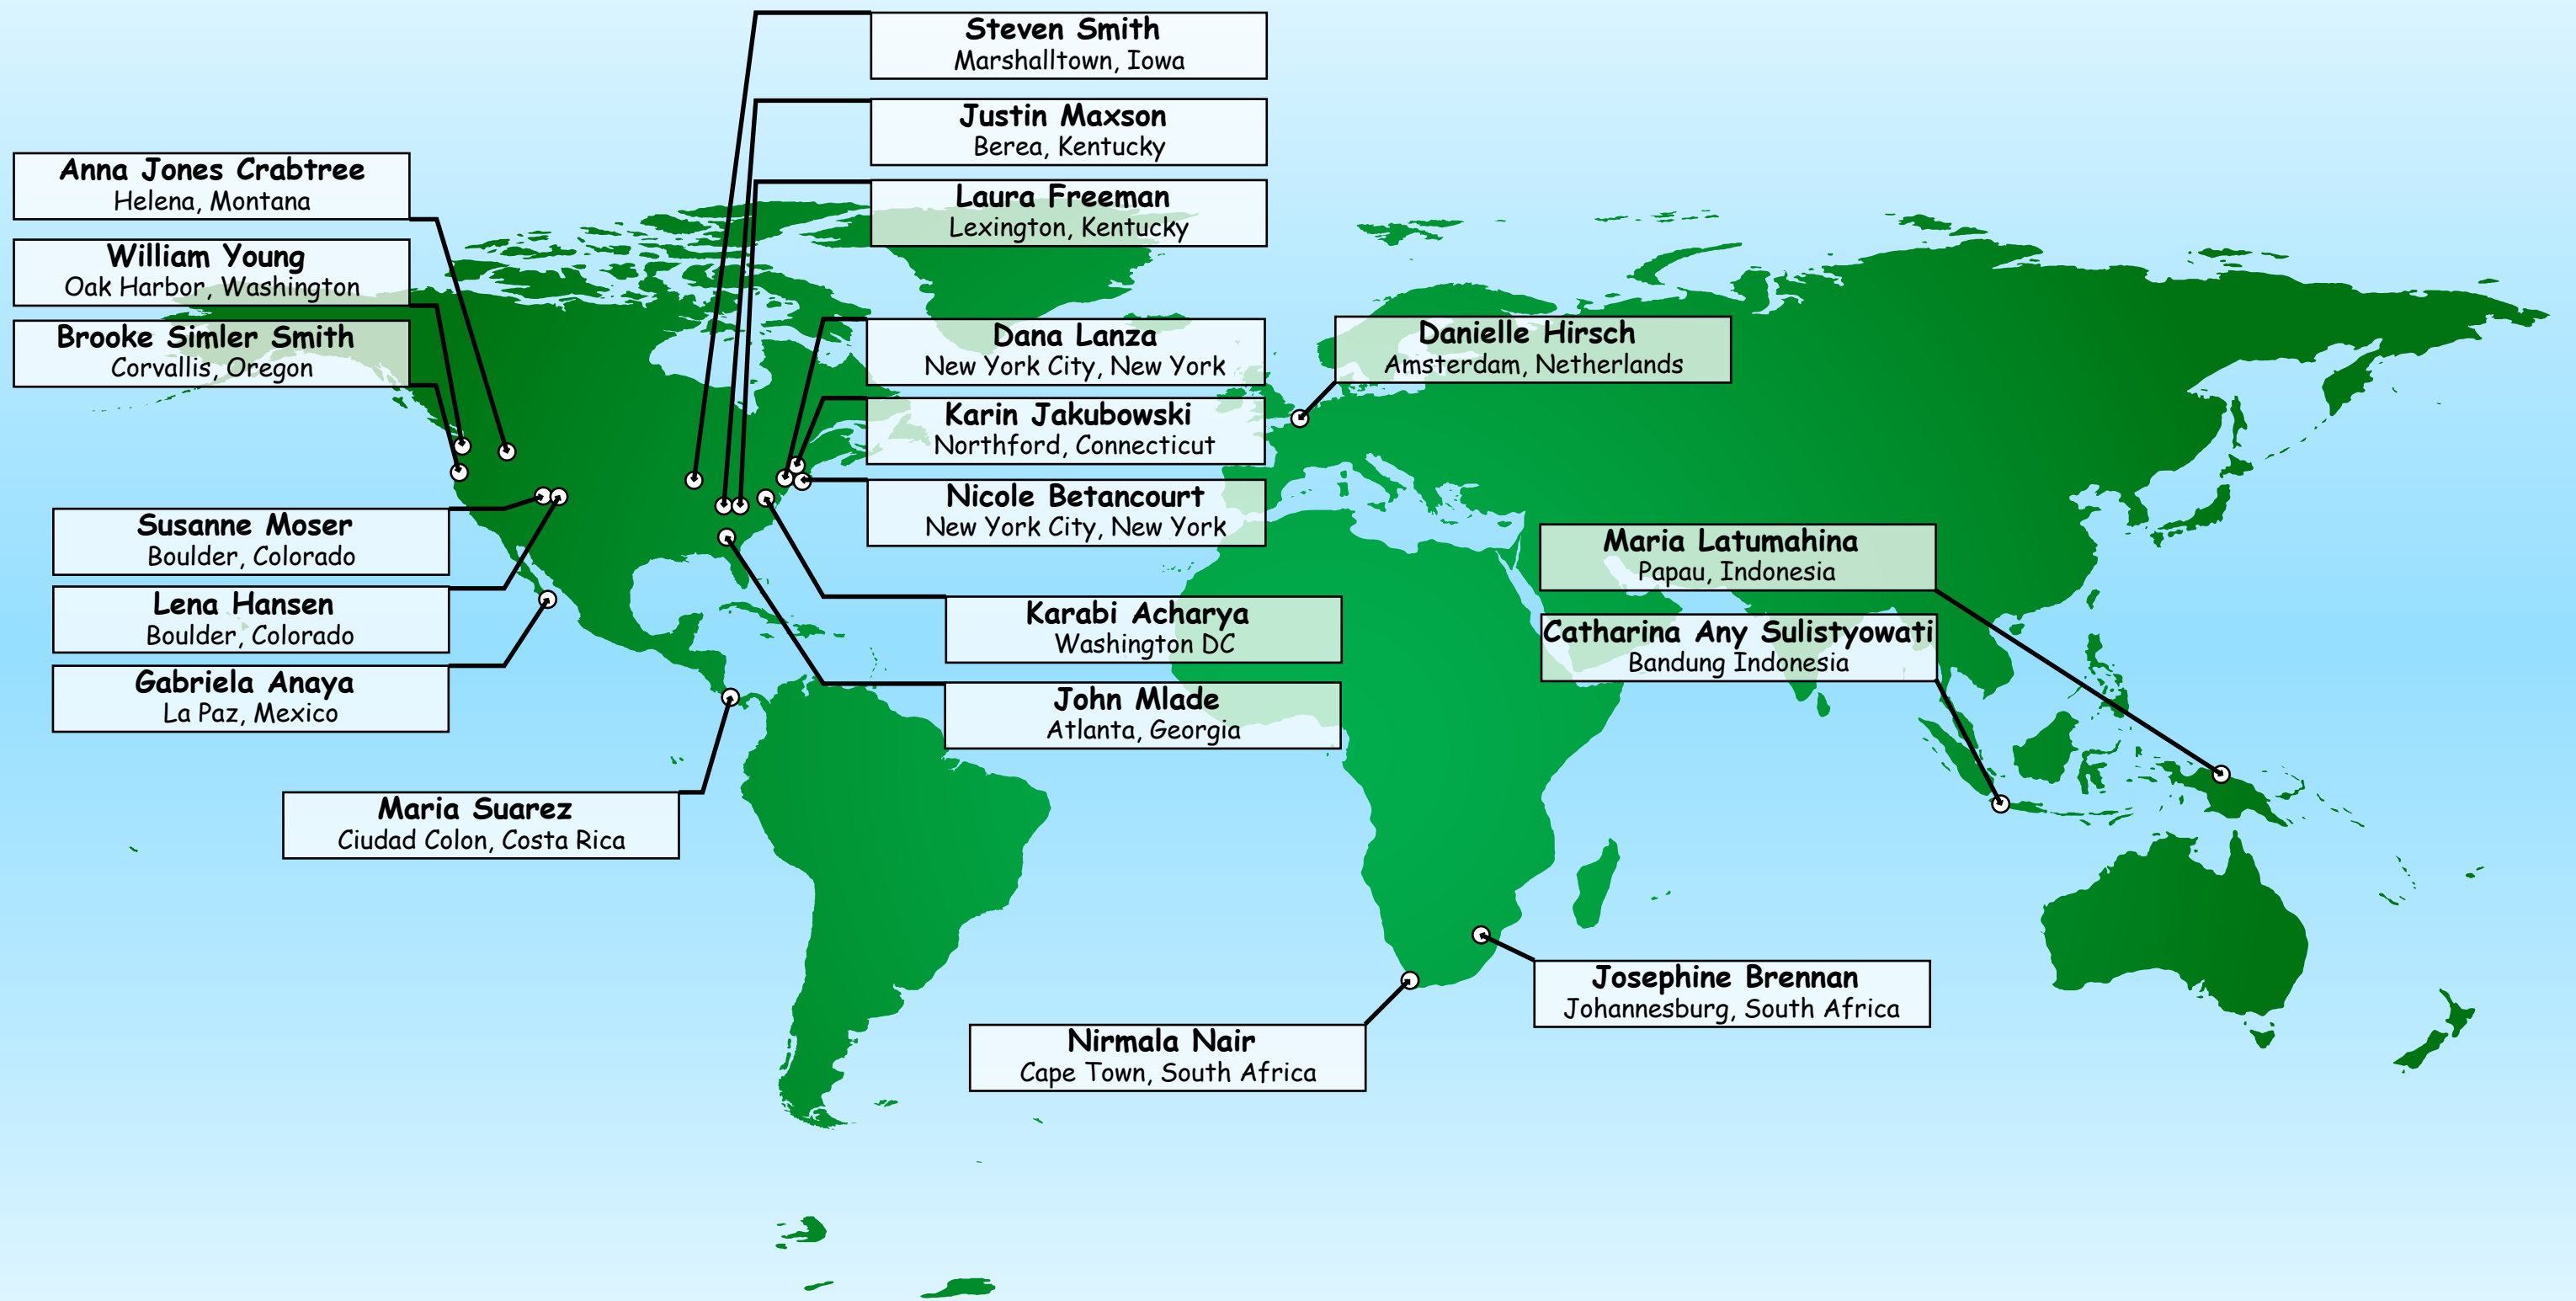 Steven Smith
Marshalltown, Iowa
Justin Maxson
Berea, Kentucky
Laura Freeman
Lexington, Kentucky
Anna Jones Crabtree
Helena, Montana
William Young
Oak Harbor, Washington
Brooke Simler Smith
Corvallis, Oregon
Dana Lanza
New York City, New York
Karin Jakubowski
Northford, Connecticut
Nicole Betancourt
New York City, New York
Danielle Hirsch
Amsterdam, Netherlands
Susanne Moser
Boulder, Colorado
Lena Hansen
Boulder, Colorado
Gabriela Anaya
La Paz, Mexico
Karabi Acharya
Washington DC
John Mlade
Atlanta, Georgia
Maria Latumahina
Papau, Indonesia
Catharina Any Sulistyowati
Bandung Indonesia
Maria Suarez
Ciudad Colon, Costa Rica
Josephine Brennan
Johannesburg, South Africa
Nirmala Nair
Cape Town, South Africa